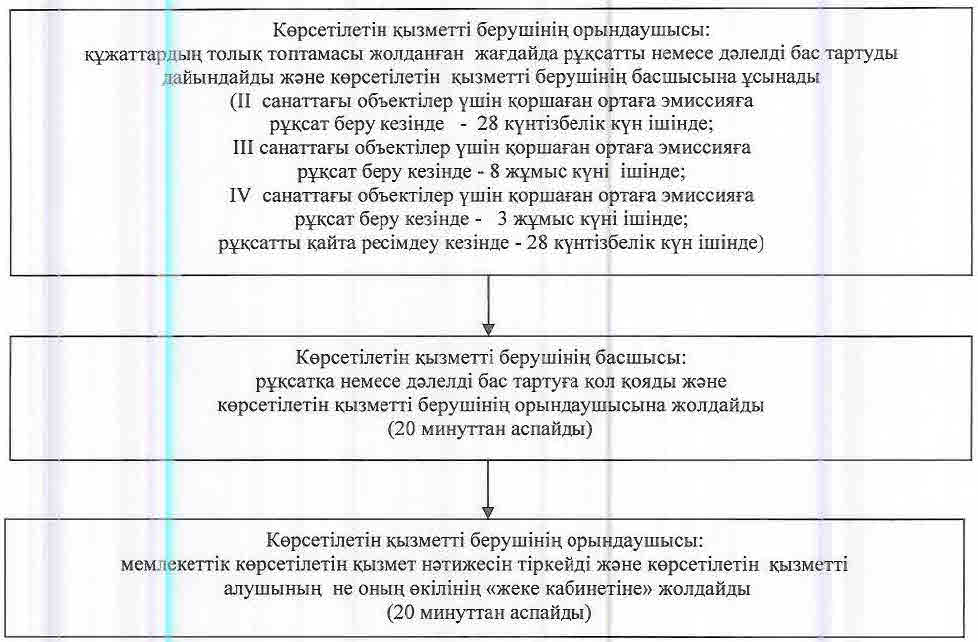 Көрсетілетін қызметті берушінің орындаушысы:
құжаттардың толық топтамасы жолданған жағдайда рұқсатты немесе дәлелді бас тартуды
дайындайды және көрсетілетін қызметті берушінің басшысына ұсынады
(II санаттағы объектілер үшін қоршаған ортаға эмиссияға
рұқсат беру кезінде - 28 күнтізбелік күн ішінде;
III санаттағы объектілер үшін қоршаған ортаға эмиссияға
рұқсат беру кезінде - 8 жұмыс күні ішінде;
IV санаттағы объектілер үшін қоршаған ортаға эмиссияға
рұқсат беру кезінде - 3 жұмыс күні ішінде;
рұқсатты қайта ресімдеу кезінде - 28 күнтізбелік күн ішінде)
Көрсетілетін қызметті берушінің басшысы:
рұқсатқа немесе дәлелді бас тартуға қол қояды және
көрсетілетін қызметті берушінің орындаушысына жолдайды
(20 минуттан аспайды)
Көрсетілетін қызметті берушінің орындаушысы:
мемлекеттік көрсетілетін қызмет нәтижесін тіркейді және көрсетілетін қызметті
алушының не оның өкілінің «жеке кабинетіне» жолдайды
(20 минуттан аспайды)